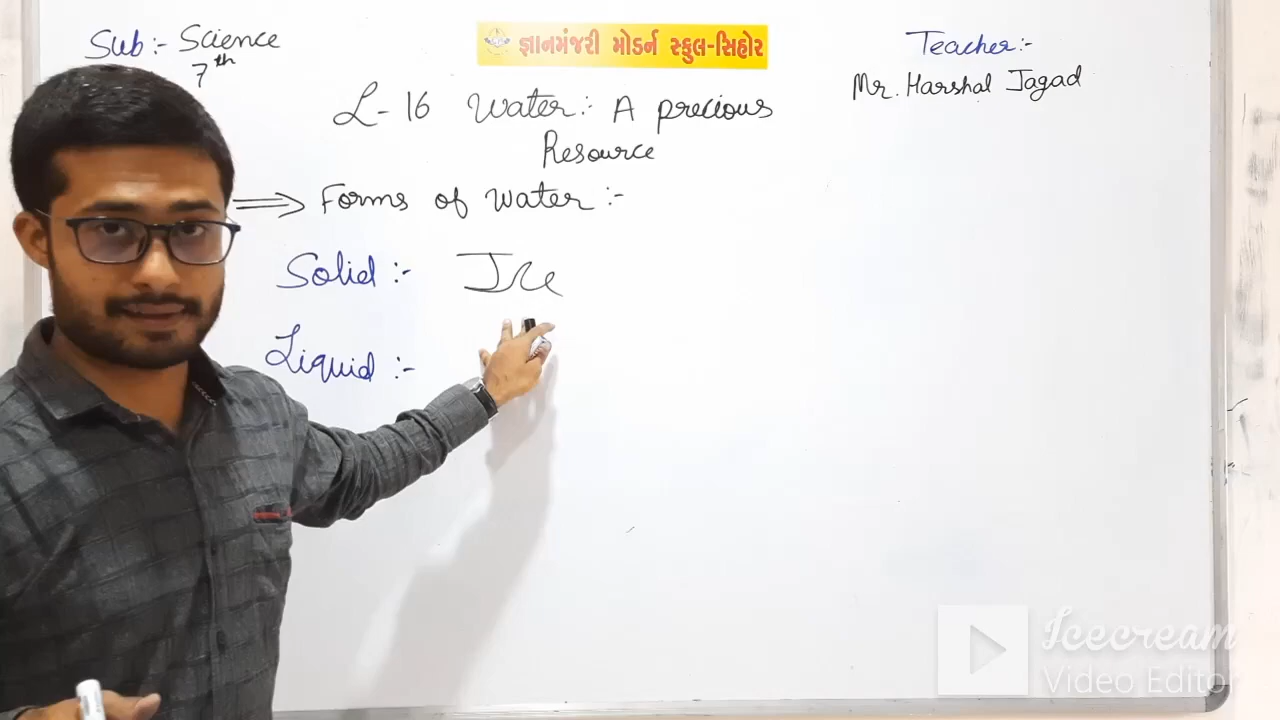 Sub:- Science
7th
જ્ઞાનમંજરી મોડર્ન સ્કુલ-સિહોર
Teacher:-
Mr. Harshal Jagad
L-16 Water:- A precious
Resource
⇒ Forms of water:-
Solid:- Ice
Liquid:-
Icecream
Video Editor